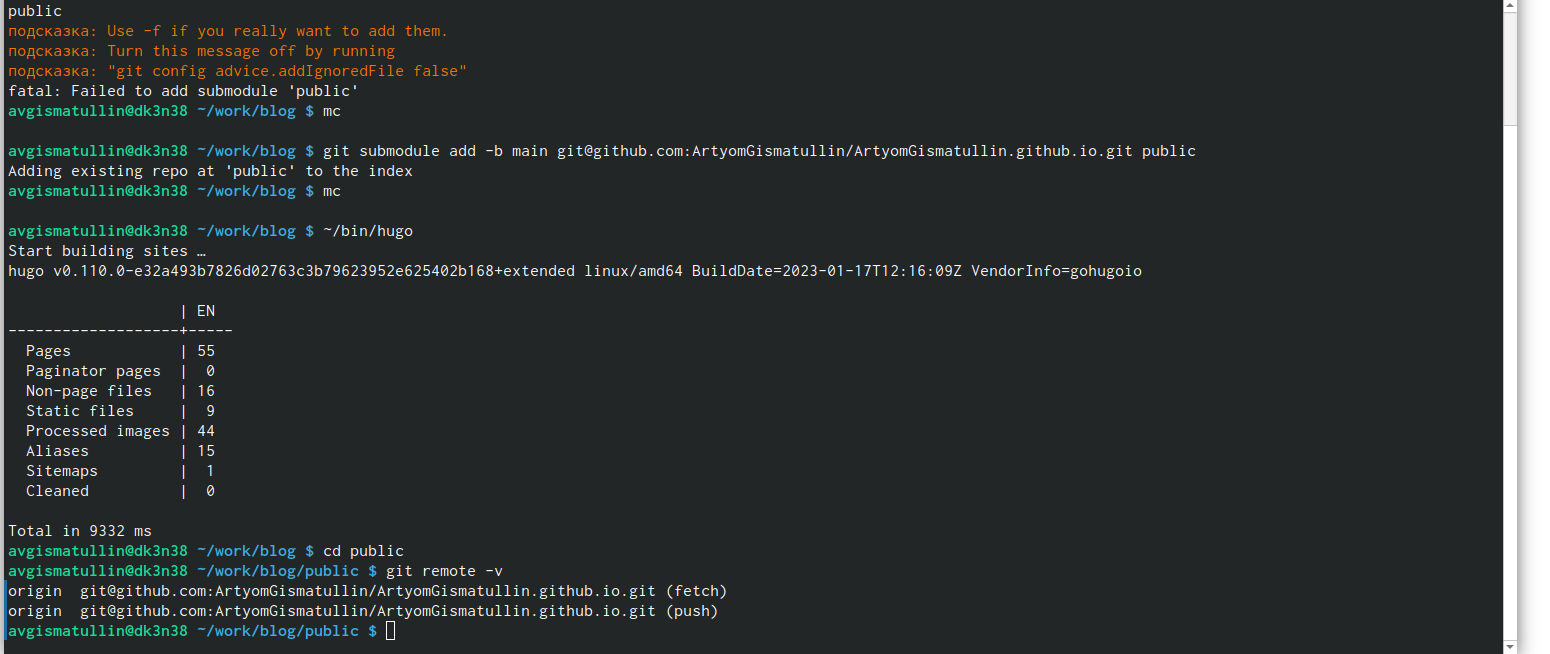 public
подсказка: Use -f if you really want to add them.
подсказка: Turn this message off by running
подсказка: "git config advice.addIgnoredFile false"
fatal: Failed to add submodule 'public'
avgismatullin@dk3n38 ~/work/blog $ mc
avgismatullin@dk3n38 ~/work/blog $ git submodule add -b main git@github.com:ArtyomGismatullin/ArtyomGismatullin.github.io.git public
Adding existing repo at 'public' to the index
avgismatullin@dk3n38 ~/work/blog $ mc
avgismatullin@dk3n38 ~/work/blog $ ~/bin/hugo
Start building sites …
hugo v0.110.0-e32a493b7826d02763c3b79623952e625402b168+extended linux/amd64 BuildDate=2023-01-17T12:16:09Z VendorInfo=gohugoio
                   | EN
-------------------+-----
  Pages            | 55
  Paginator pages  |  0
  Non-page files   | 16
  Static files     |  9
  Processed images | 44
  Aliases          | 15
  Sitemaps         |  1
  Cleaned          |  0
Total in 9332 ms
avgismatullin@dk3n38 ~/work/blog $ cd public
avgismatullin@dk3n38 ~/work/blog/public $ git remote -v
origin  git@github.com:ArtyomGismatullin/ArtyomGismatullin.github.io.git (fetch)
origin  git@github.com:ArtyomGismatullin/ArtyomGismatullin.github.io.git (push)
avgismatullin@dk3n38 ~/work/blog/public $